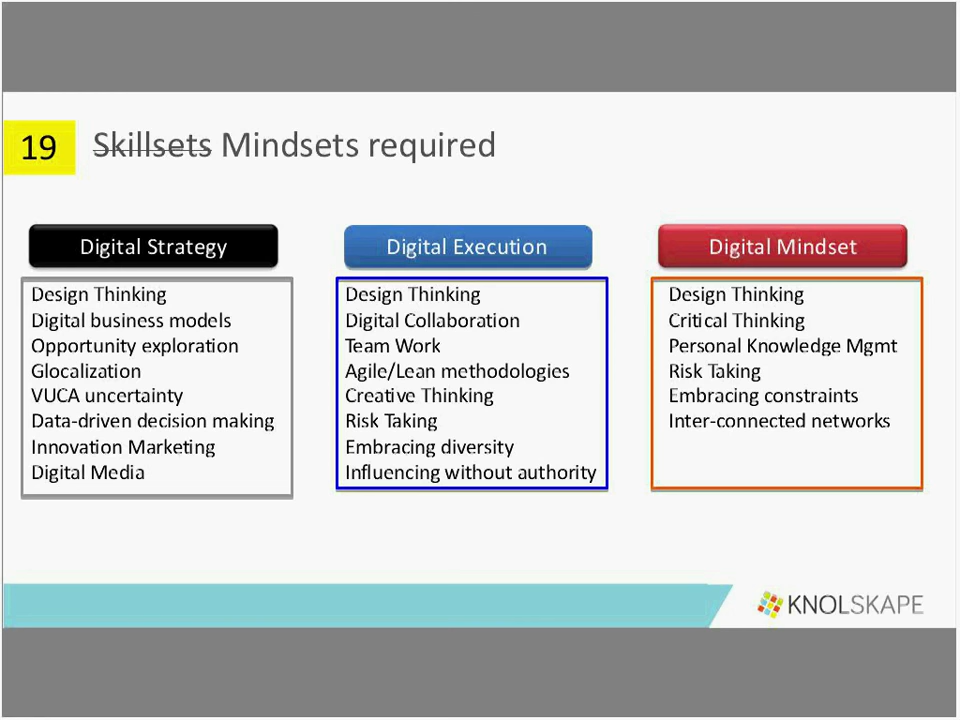 19
Skillsets Mindsets required
Digital Strategy
Design Thinking
Digital business models
Opportunity exploration
Glocalization
VUCA uncertainty
Data-driven decision making
Innovation Marketing
Digital Media
Digital Execution
Design Thinking
Digital Collaboration
Team Work
Agile/Lean methodologies
Creative Thinking
Risk Taking
Embracing diversity
Influencing without authority
Digital Mindset
Design Thinking
Critical Thinking
Personal Knowledge Mgmt
Risk Taking
Embracing constraints
Inter-connected networks
KNOLSKAPE